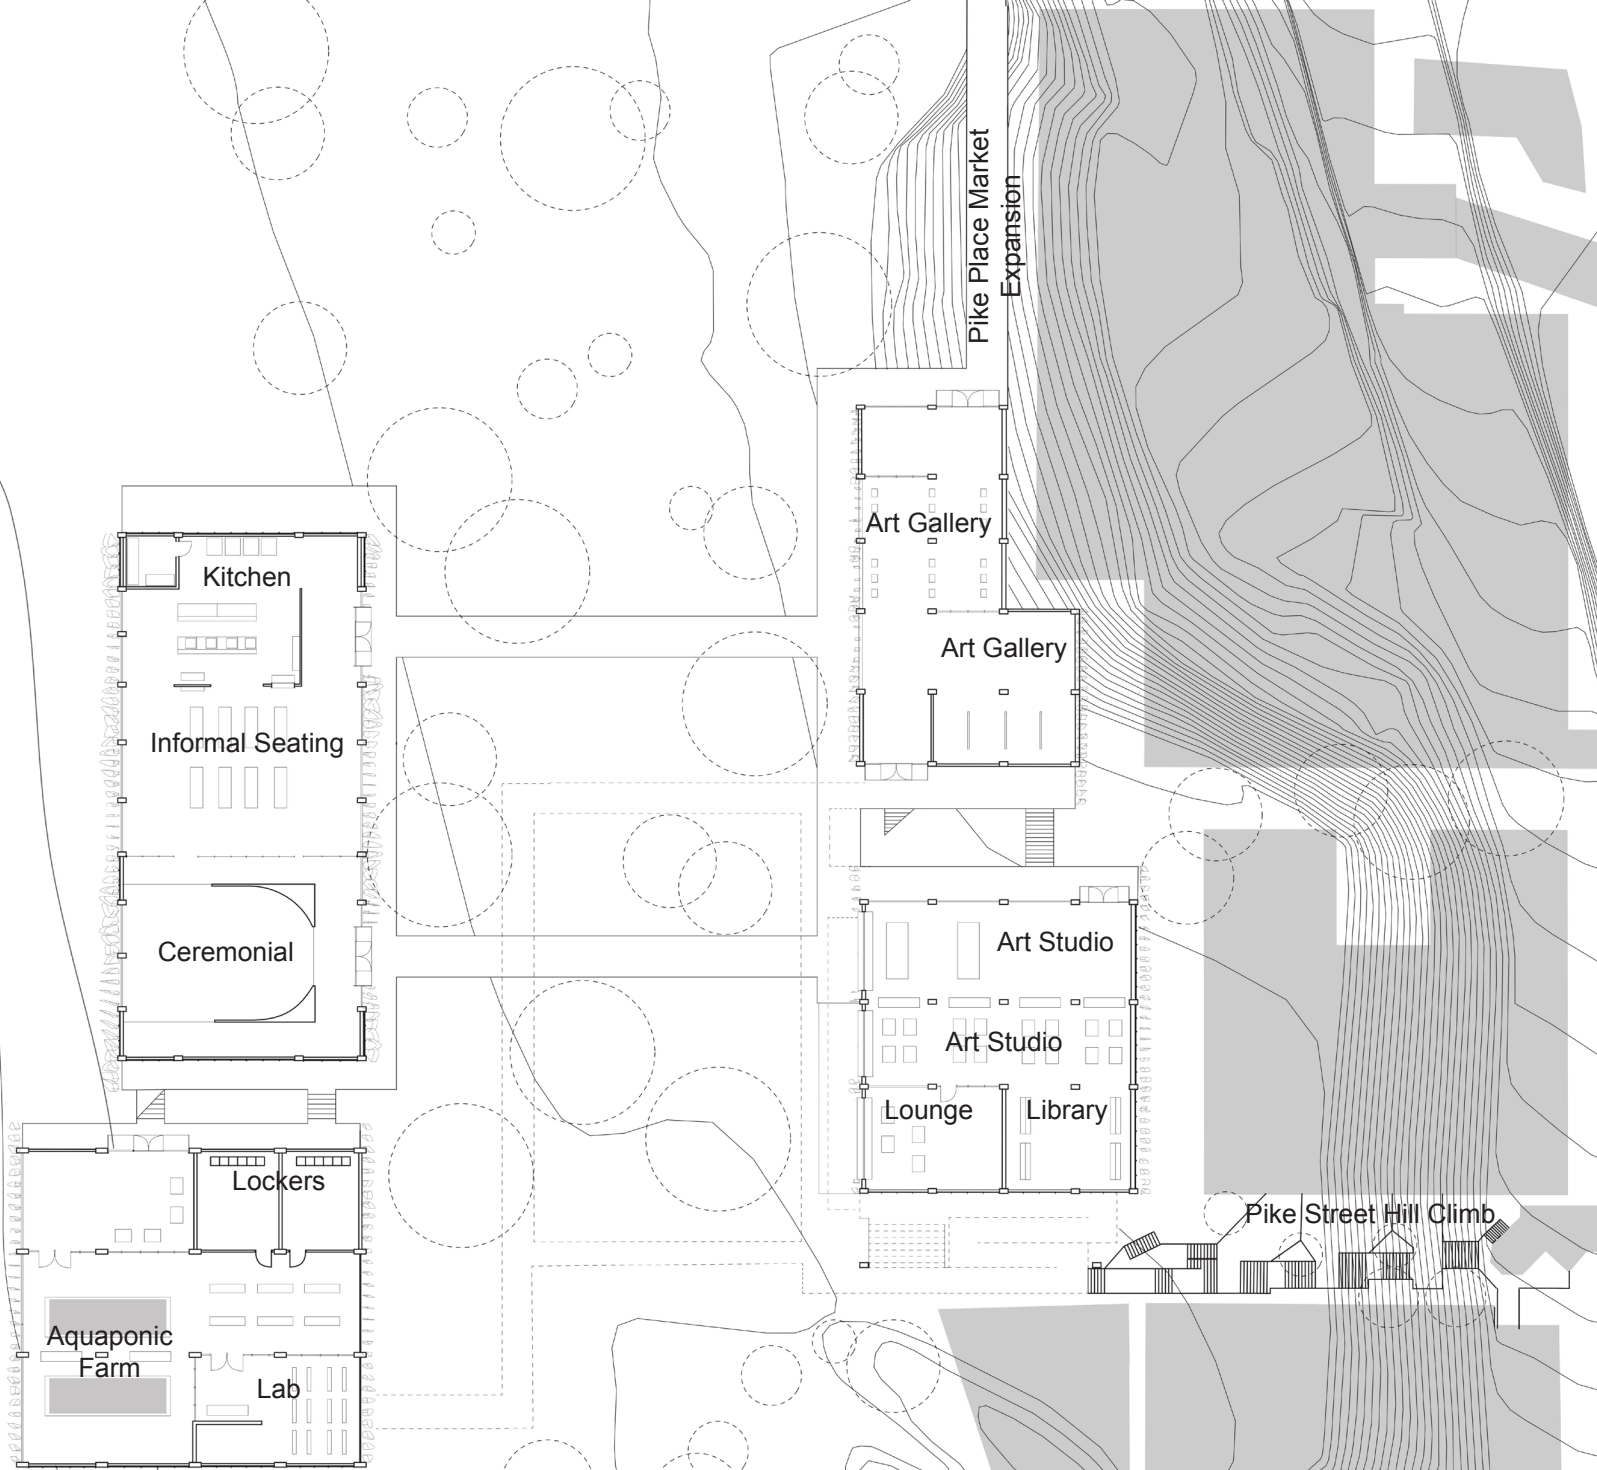 Pike Place Market
Expansion
Art Gallery
Kitchen
Art Gallery
Informal Seating
Art Studio
Ceremonial
Art Studio
Lounge
Library
Lockers
Pike Street Hill Climb
Aquaponic
Farm
Lab